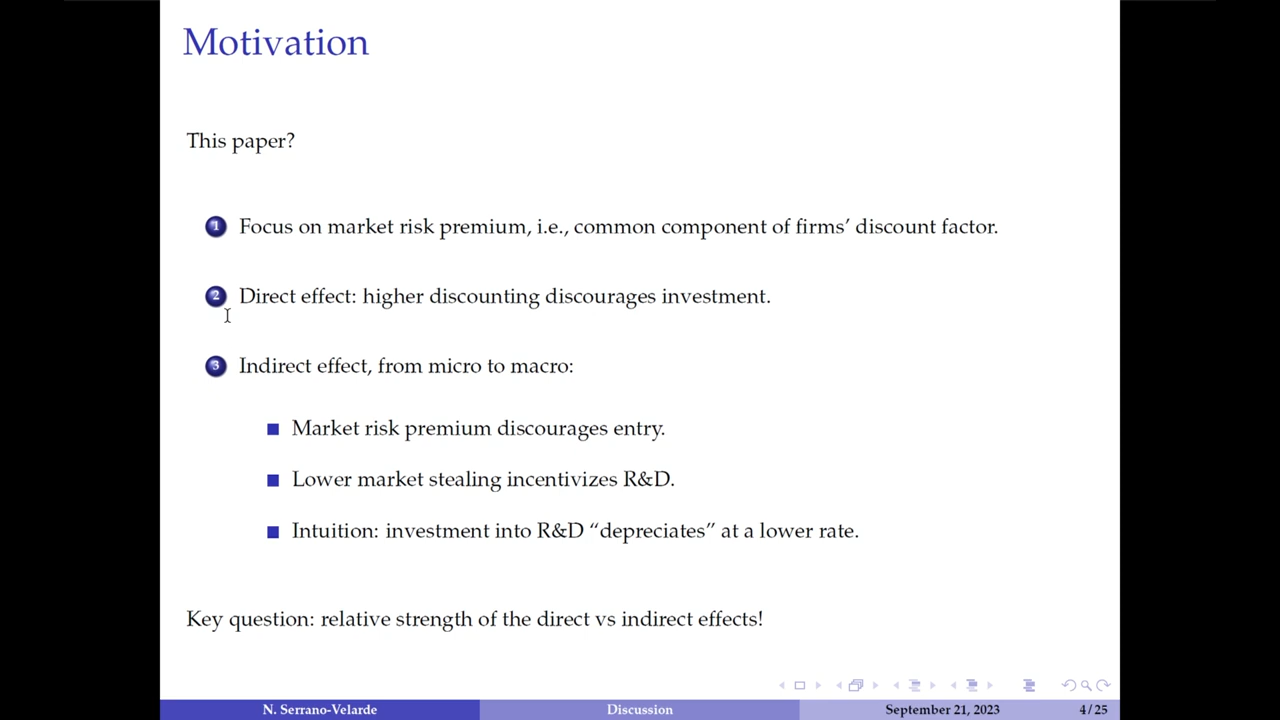 Motivation
This paper?
1 Focus on market risk premium, i.e., common component of firms' discount factor.
2 Direct effect: higher discounting discourages investment.
3 Indirect effect, from micro to macro:
Market risk premium discourages entry.
Lower market stealing incentivizes R&D.
Intuition: investment into R&D “depreciates” at a lower rate.
Key question: relative strength of the direct vs indirect effects!
N. Serrano-Velarde Discussion September 21, 2023 4/25